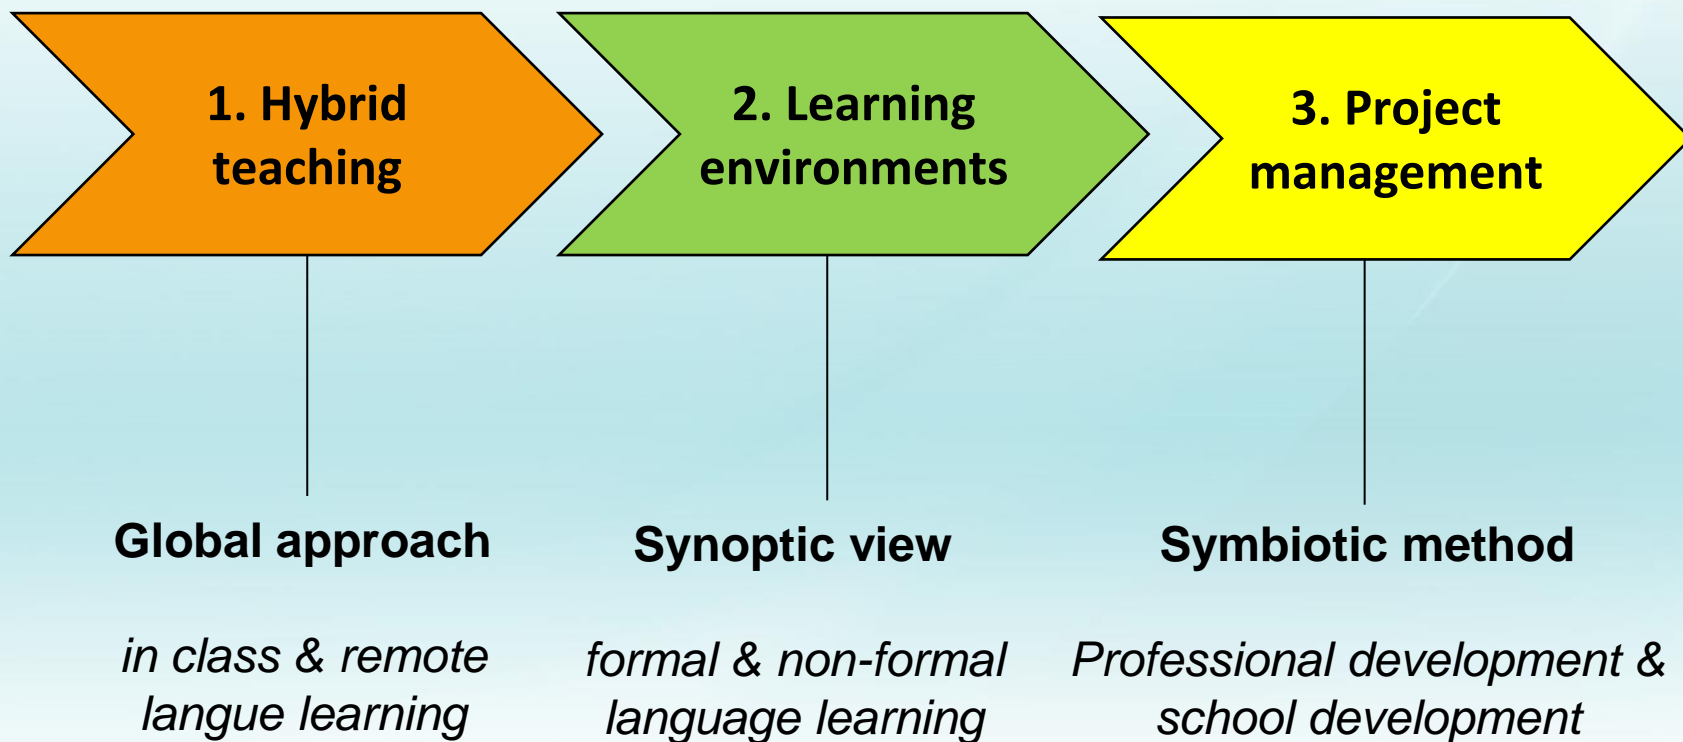 1. Hybrid
teaching
2. Learning
environments
3. Project
management
Global approach
in class & remote
langue learning
Synoptic view
formal & non-formal
language learning
Symbiotic method
Professional development &
school development